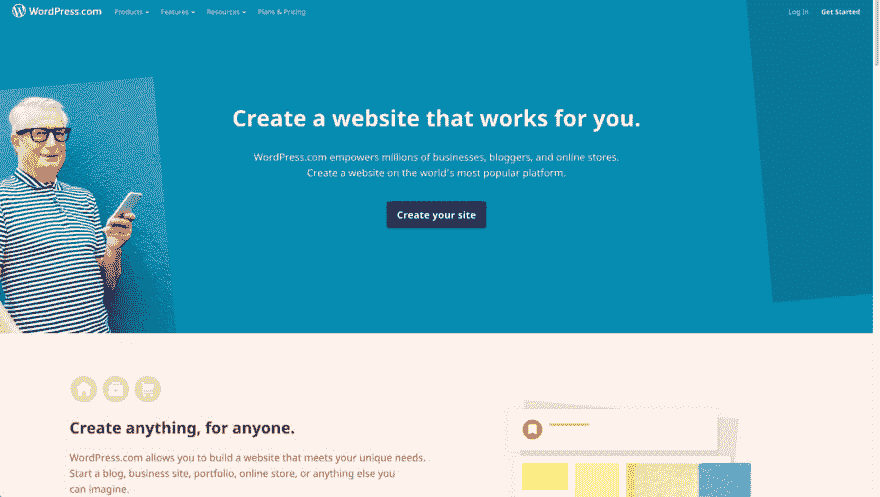 WordPress.com Products Features Resources Plans & Pricing Log In Get Started
Create a website that works for you.
WordPress.com empowers millions of businesses, bloggers, and online stores.
Create a website on the world's most popular platform.
Create your site
Create anything, for anyone.
WordPress.com allows you to build a website that meets your unique needs.
Start a blog, business site, portfolio, online store, or anything else you
can imagine.